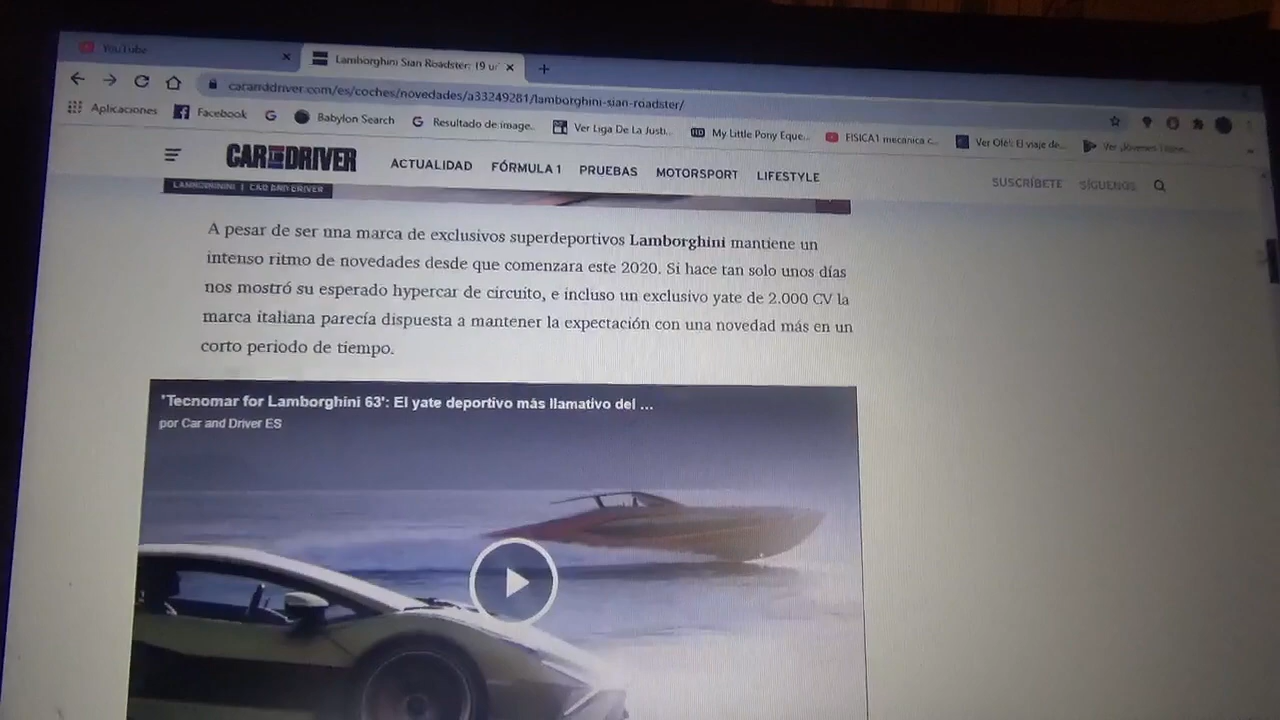 YouTube
Lamborghini Sian Roadster: 19 u
caranddriver.com/es/coches/novedades/a33249281/lamborghini-sian-roadster/
Aplicaciones
Facebook
Babylon Search
Resultado de image...
Ver Liga De La Justi...
My Little Pony Eque...
FISICA1 mecanica c...
Ver Olé!: El viaje de...
CAR AND DRIVER
ACTUALIDAD
FÓRMULA 1
PRUEBAS
MOTORSPORT
LIFESTYLE
SUSCRÍBETE
SÍGUENOS
LAMBORGHINI | CAR AND DRIVER
A pesar de ser una marca de exclusivos superdeportivos Lamborghini mantiene un
intenso ritmo de novedades desde que comenzara este 2020. Si hace tan solo unos días
nos mostró su esperado hypercar de circuito, e incluso un exclusivo yate de 2.000 CV la
marca italiana parecía dispuesta a mantener la expectación con una novedad más en un
corto periodo de tiempo.
'Tecnomar for Lamborghini 63': El yate deportivo más llamativo del ...
por Car and Driver ES